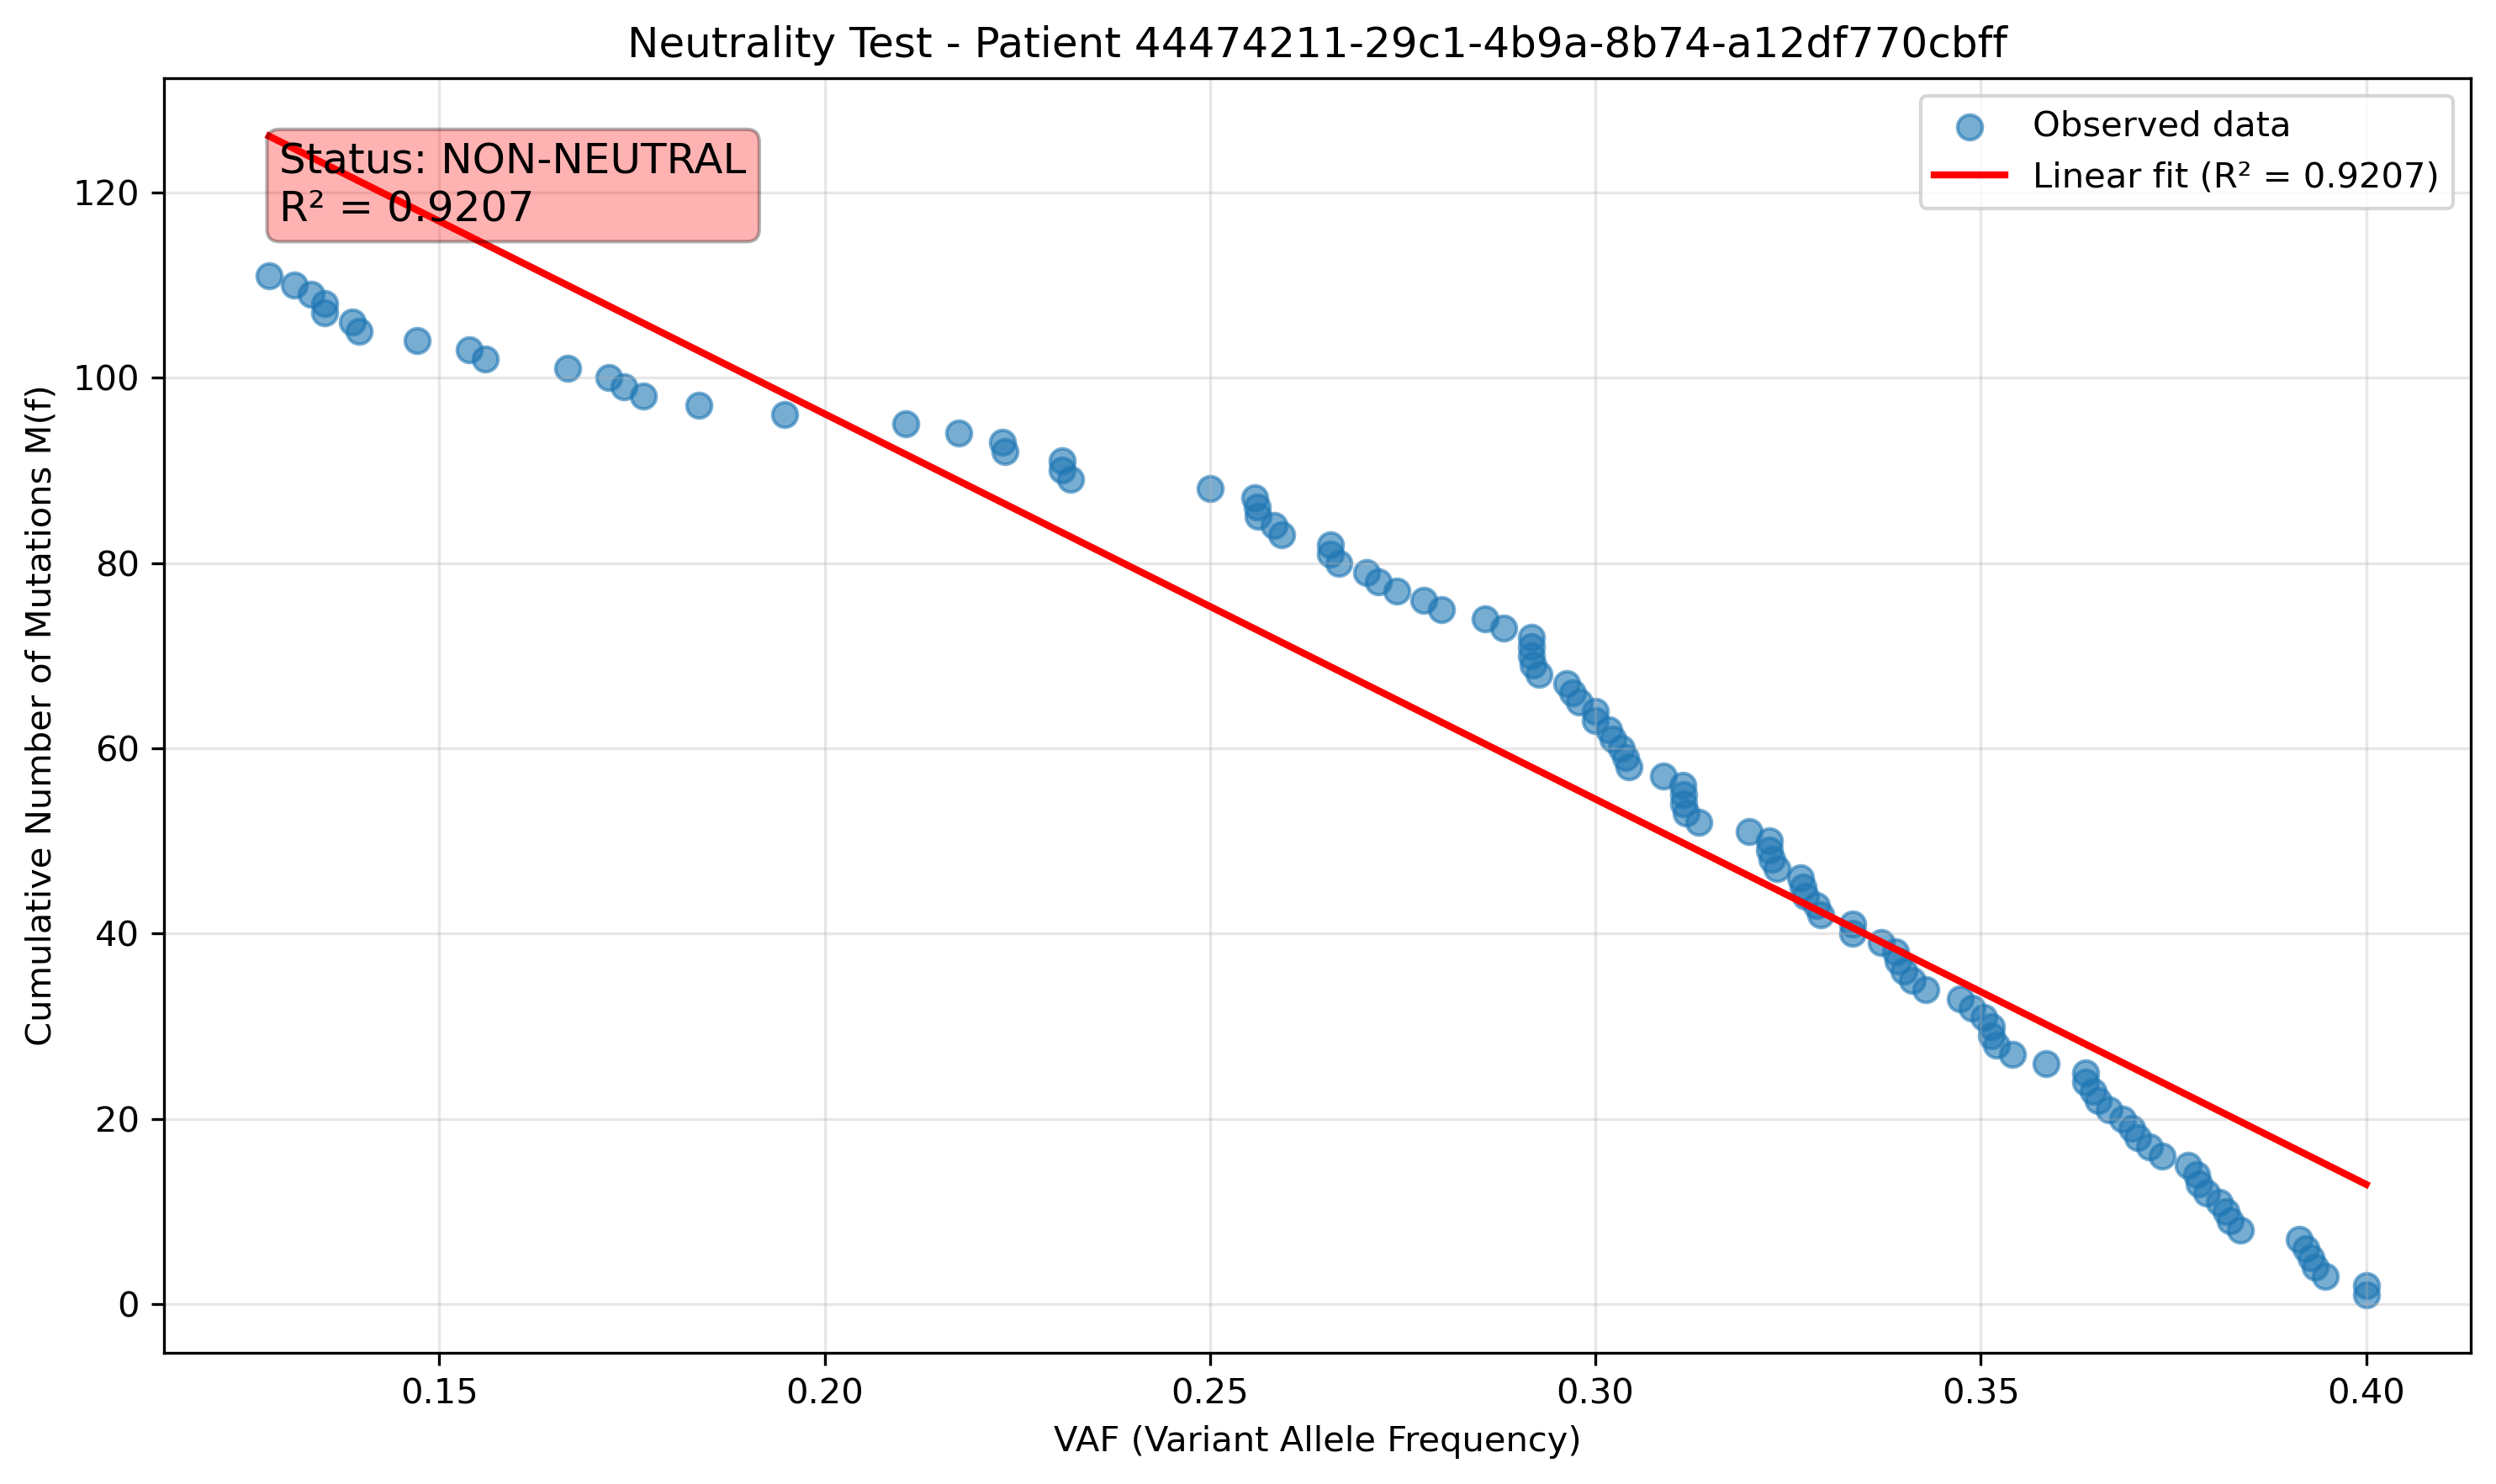 Neutrality Test - Patient 44474211-29c1-4b9a-8b74-a12df770cbff
Status: NON-NEUTRAL
R² = 0.9207
Observed data
Linear fit (R² = 0.9207)
Cumulative Number of Mutations M(f)
120
100
80
60
40
20
0
0.15 0.20 0.25 0.30 0.35 0.40
VAF (Variant Allele Frequency)